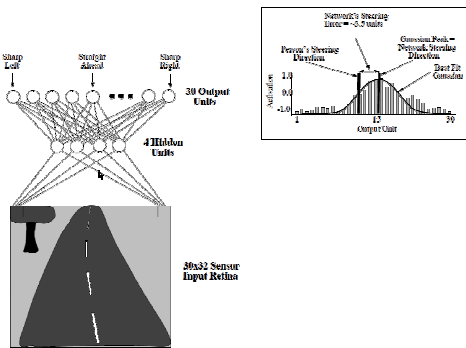 Sharp
Left
Straight
Ahead
Sharp
Right
30 Output
Units
4 Hidden
Units
30x32 Sensor
Input Retina
Network's Steering
Error = -3.5 units
Person's Steering
Direction
Gaussian Peak =
Network Steering
Direction
Best Fit
Gaussian
Activation
1.0
0.0
-1.0
1
15
30
Output Unit